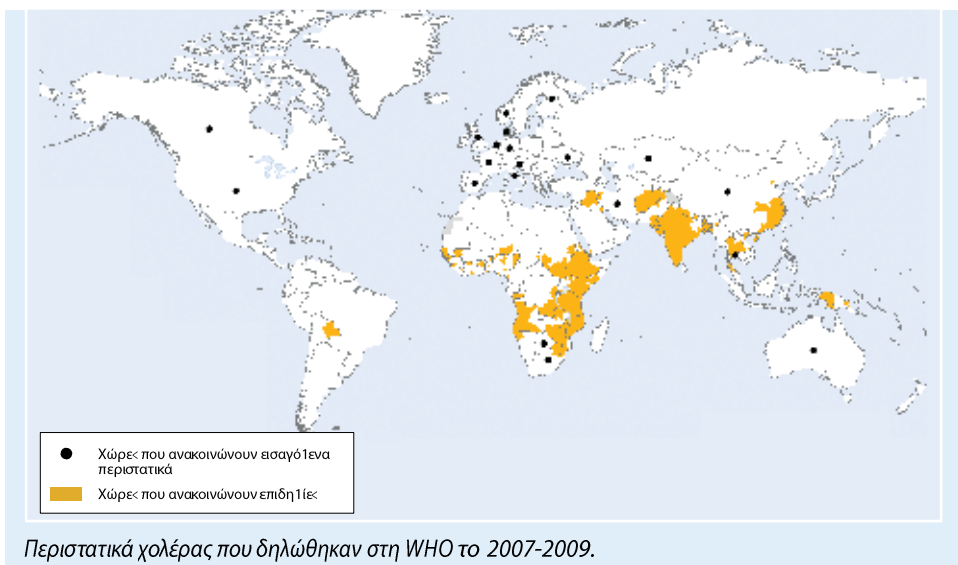 Χώρε< που ανακοινώνουν εισαγό1ενα
περιστατικά
Χώρε< που ανακοινώνουν επιδη1ίε<
Περιστατικά χολέρας που δηλώθηκαν στη WHO το 2007-2009.